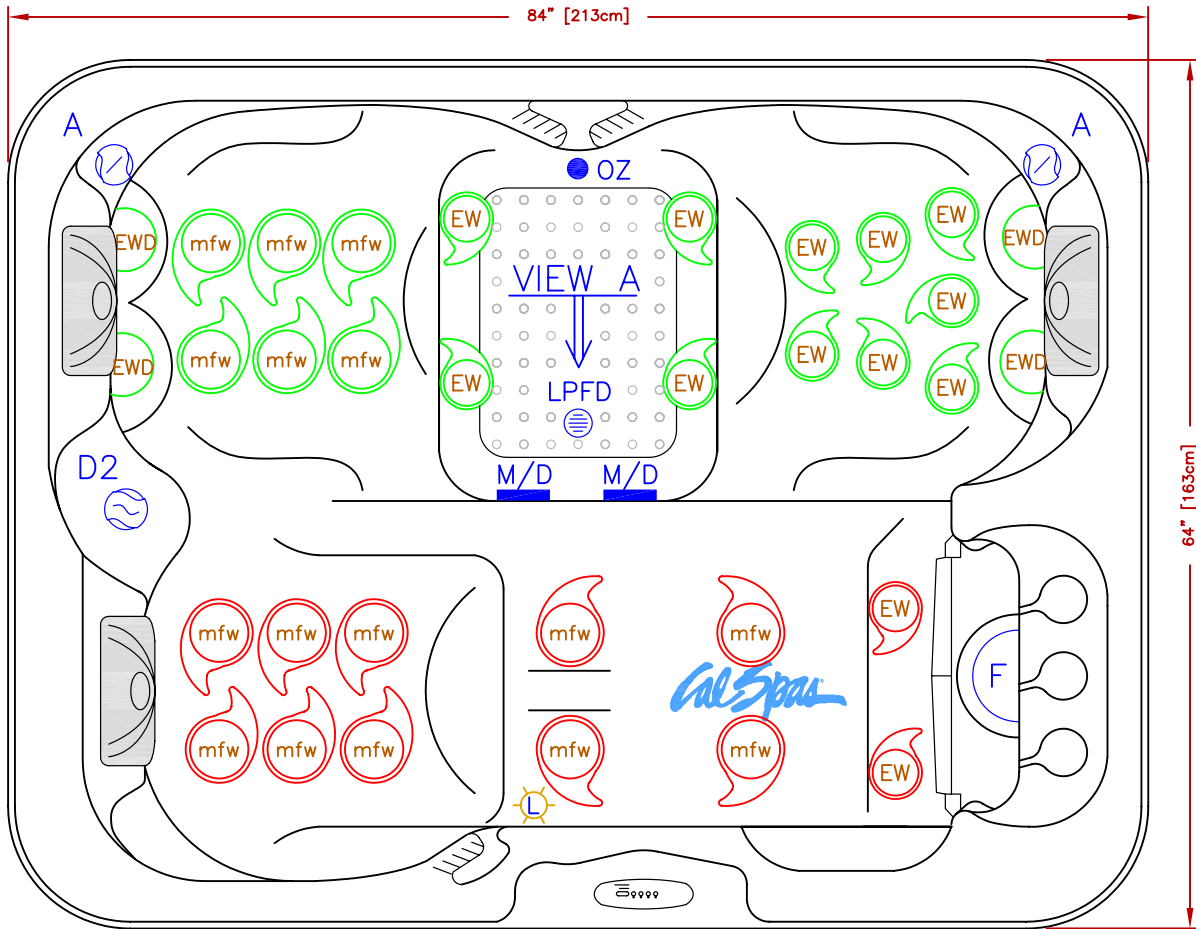 84" [213cm]
A A
OZ
EW EW EW
EWD mfw mfw mfw EW EW EWD
VIEW A
EW
EWD mfw mfw mfw EW EW EW EW EW EWD
LPFD
M/D M/D
D2
64" [163cm]
EW
mfw mfw mfw mfw mfw
F
Cal Spas
mfw mfw mfw mfw mfw
EW
L